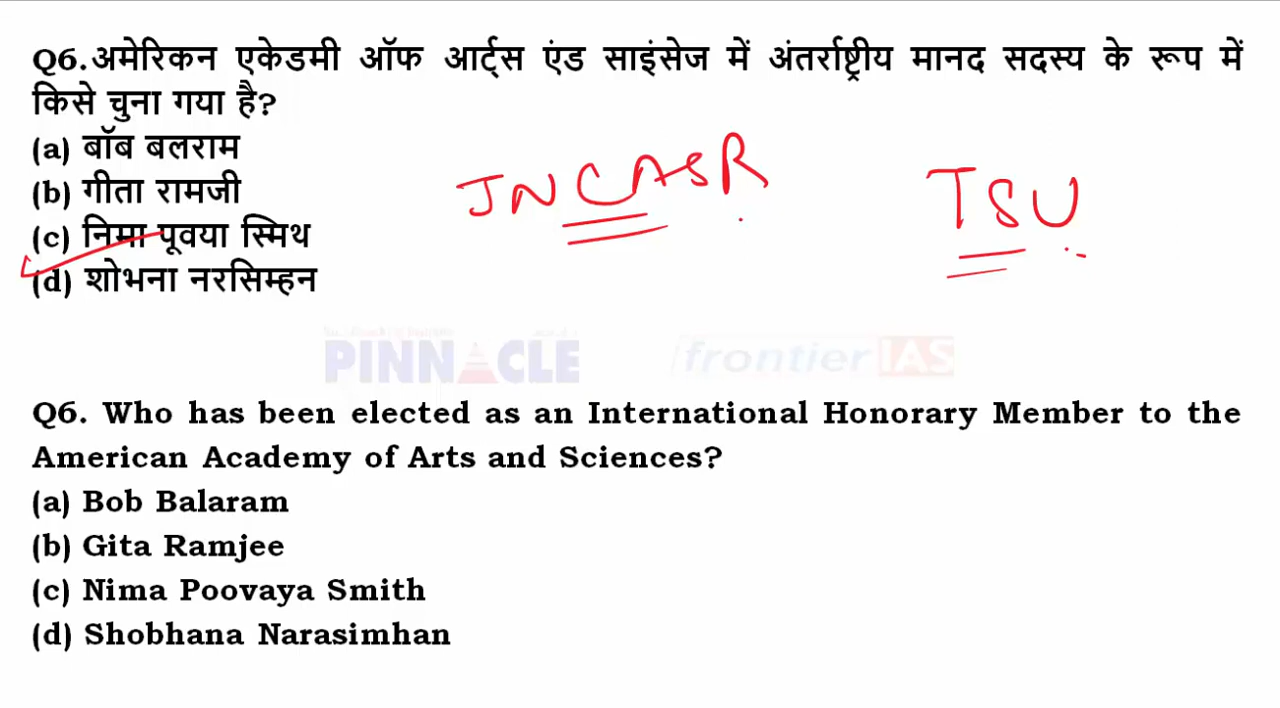 Q6.अमेरिकन एकेडमी ऑफ आर्ट्स एंड साइंसेज में अंतर्राष्ट्रीय मानद सदस्य के रूप में
किसे चुना गया है?
(a) बॉब बलराम
(b) गीता रामजी
(c) निमा पूवया स्मिथ
(d) शोभना नरसिम्हन
JNCASR
TSU
PINNACLE
frontier IAS
Q6. Who has been elected as an International Honorary Member to the
American Academy of Arts and Sciences?
(a) Bob Balaram
(b) Gita Ramjee
(c) Nima Poovaya Smith
(d) Shobhana Narasimhan